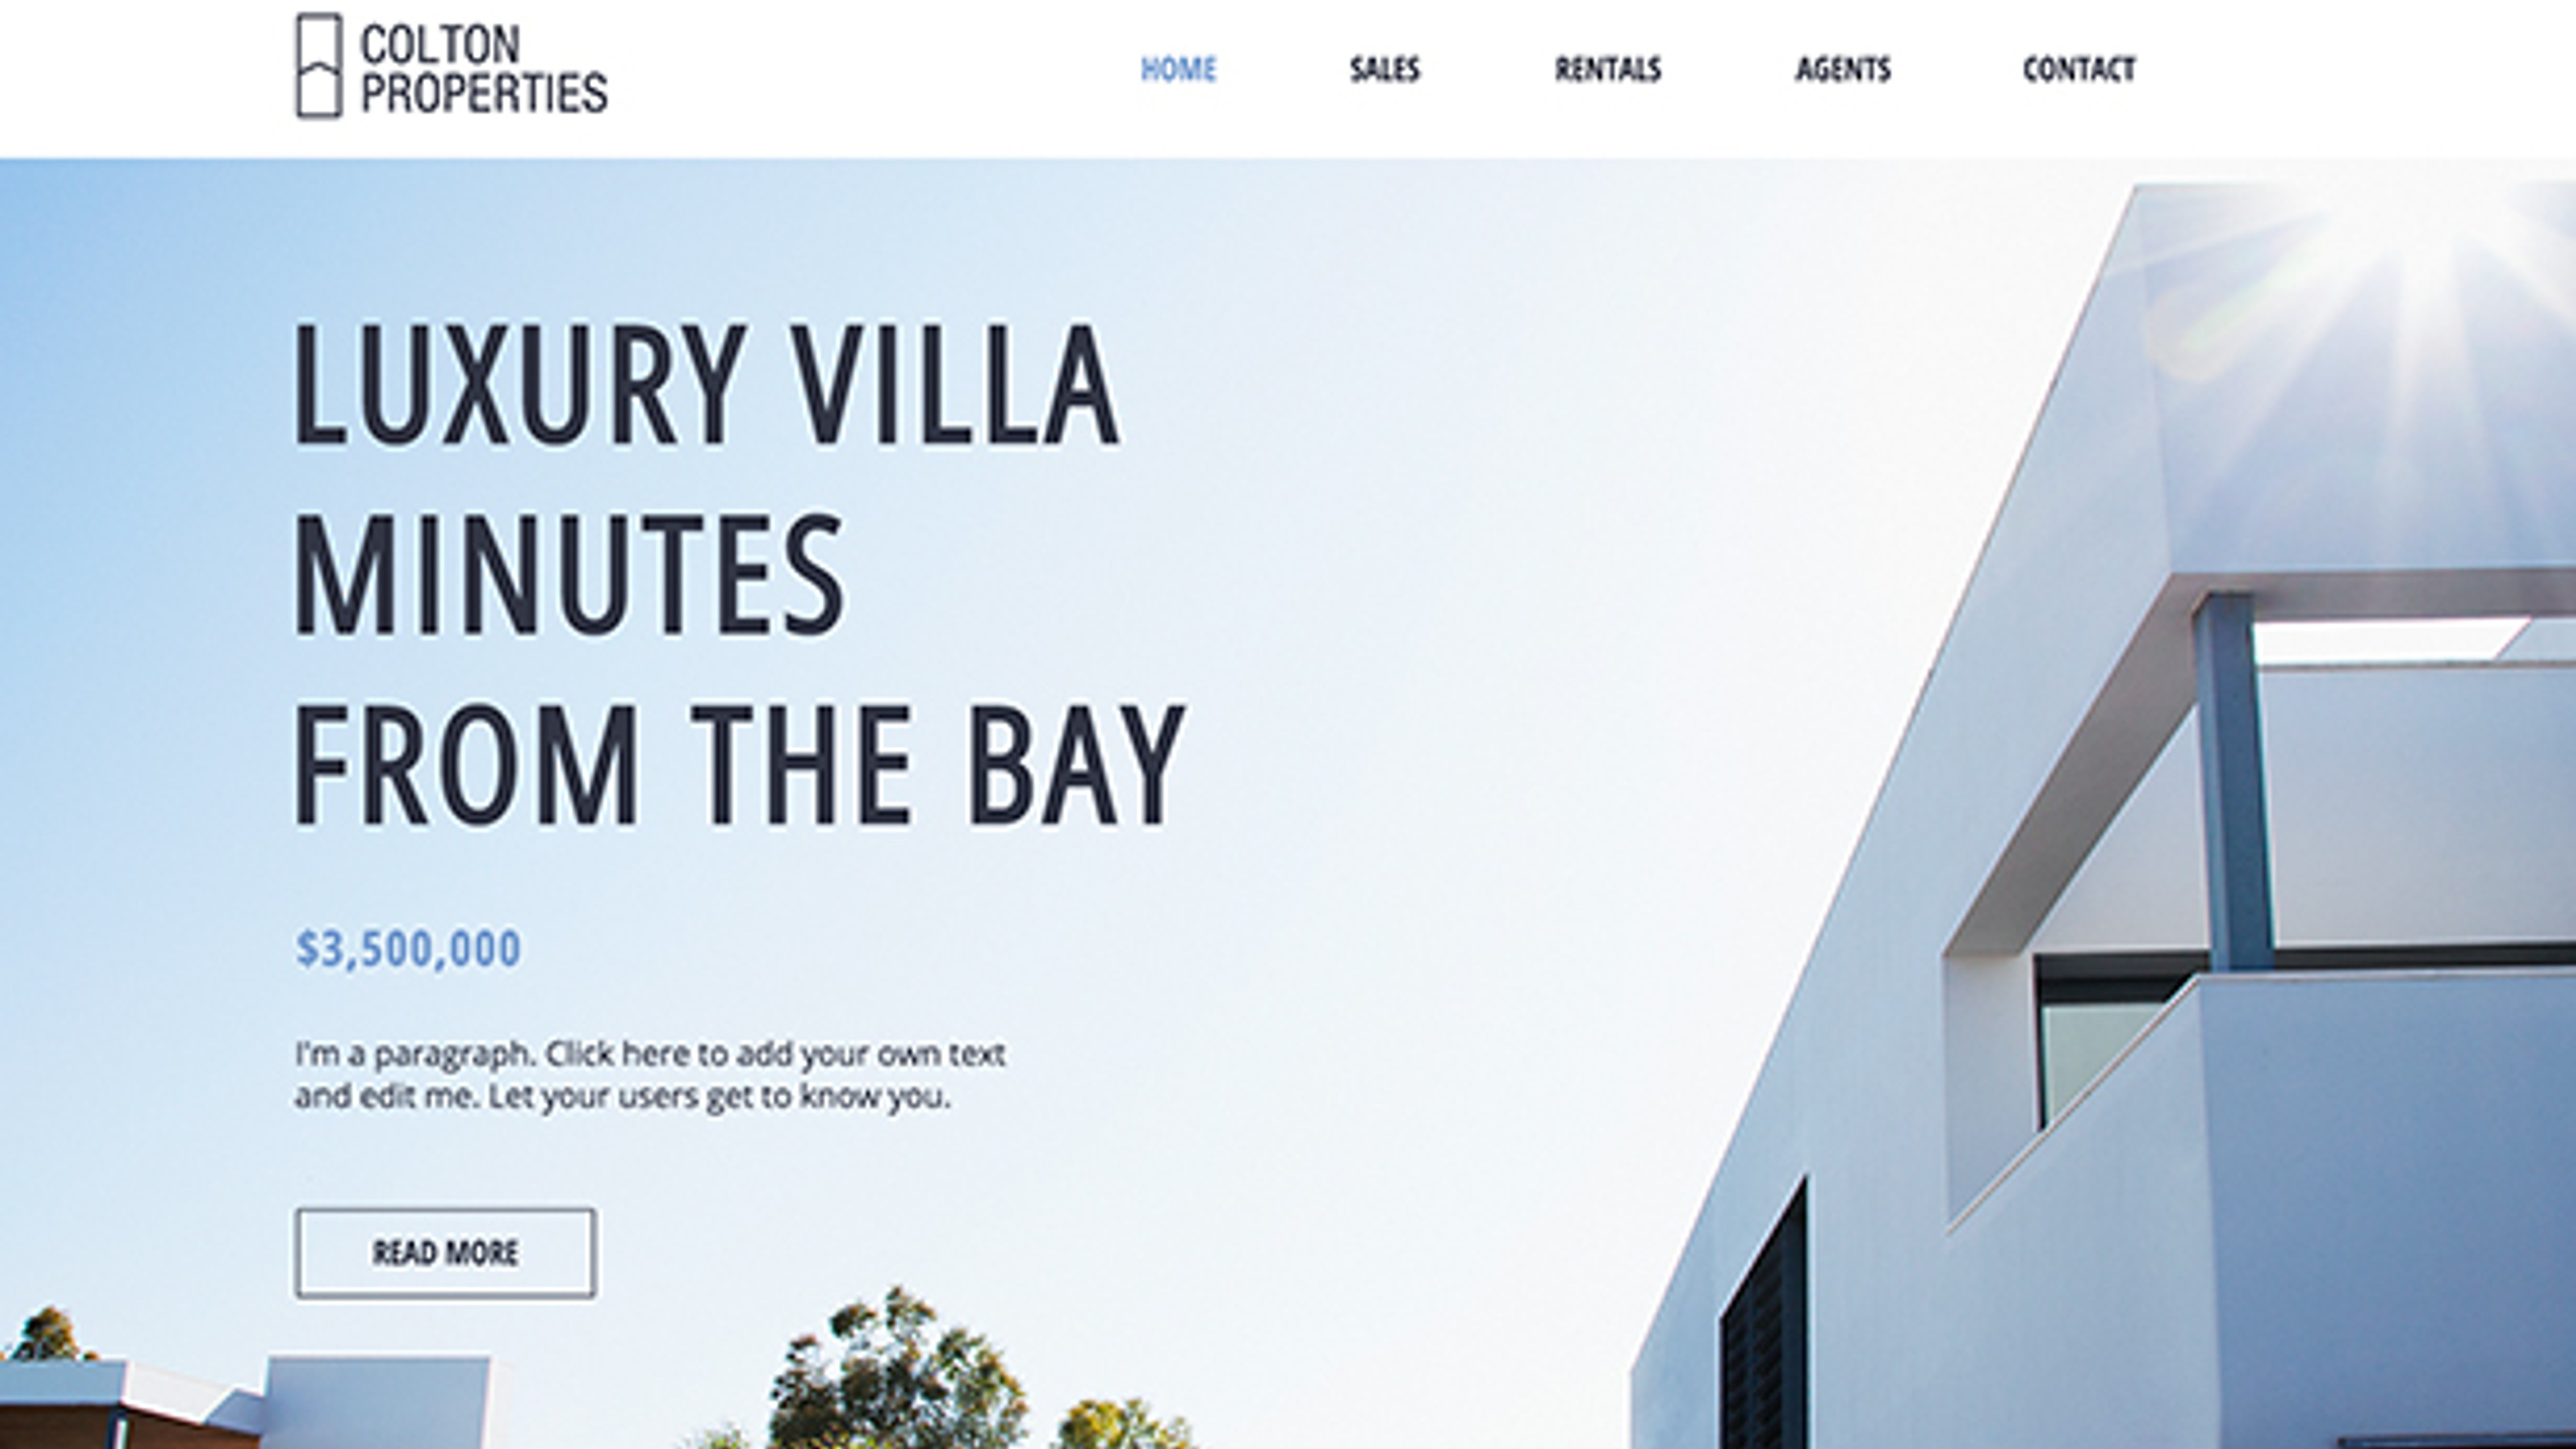 COLTON
PROPERTIES
HOME
SALES
RENTALS
AGENTS
CONTACT
LUXURY VILLA
MINUTES
FROM THE BAY
$3,500,000
I'm a paragraph. Click here to add your own text
and edit me. Let your users get to know you.
READ MORE